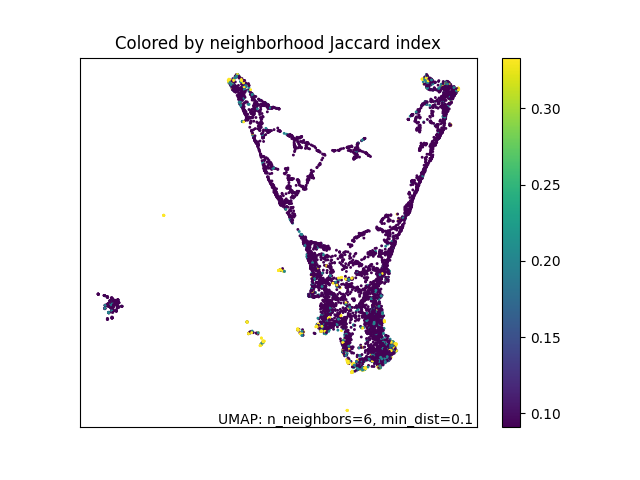 Colored by neighborhood Jaccard index
0.30
0.25
0.20
0.15
0.10
UMAP: n_neighbors=6, min_dist=0.1